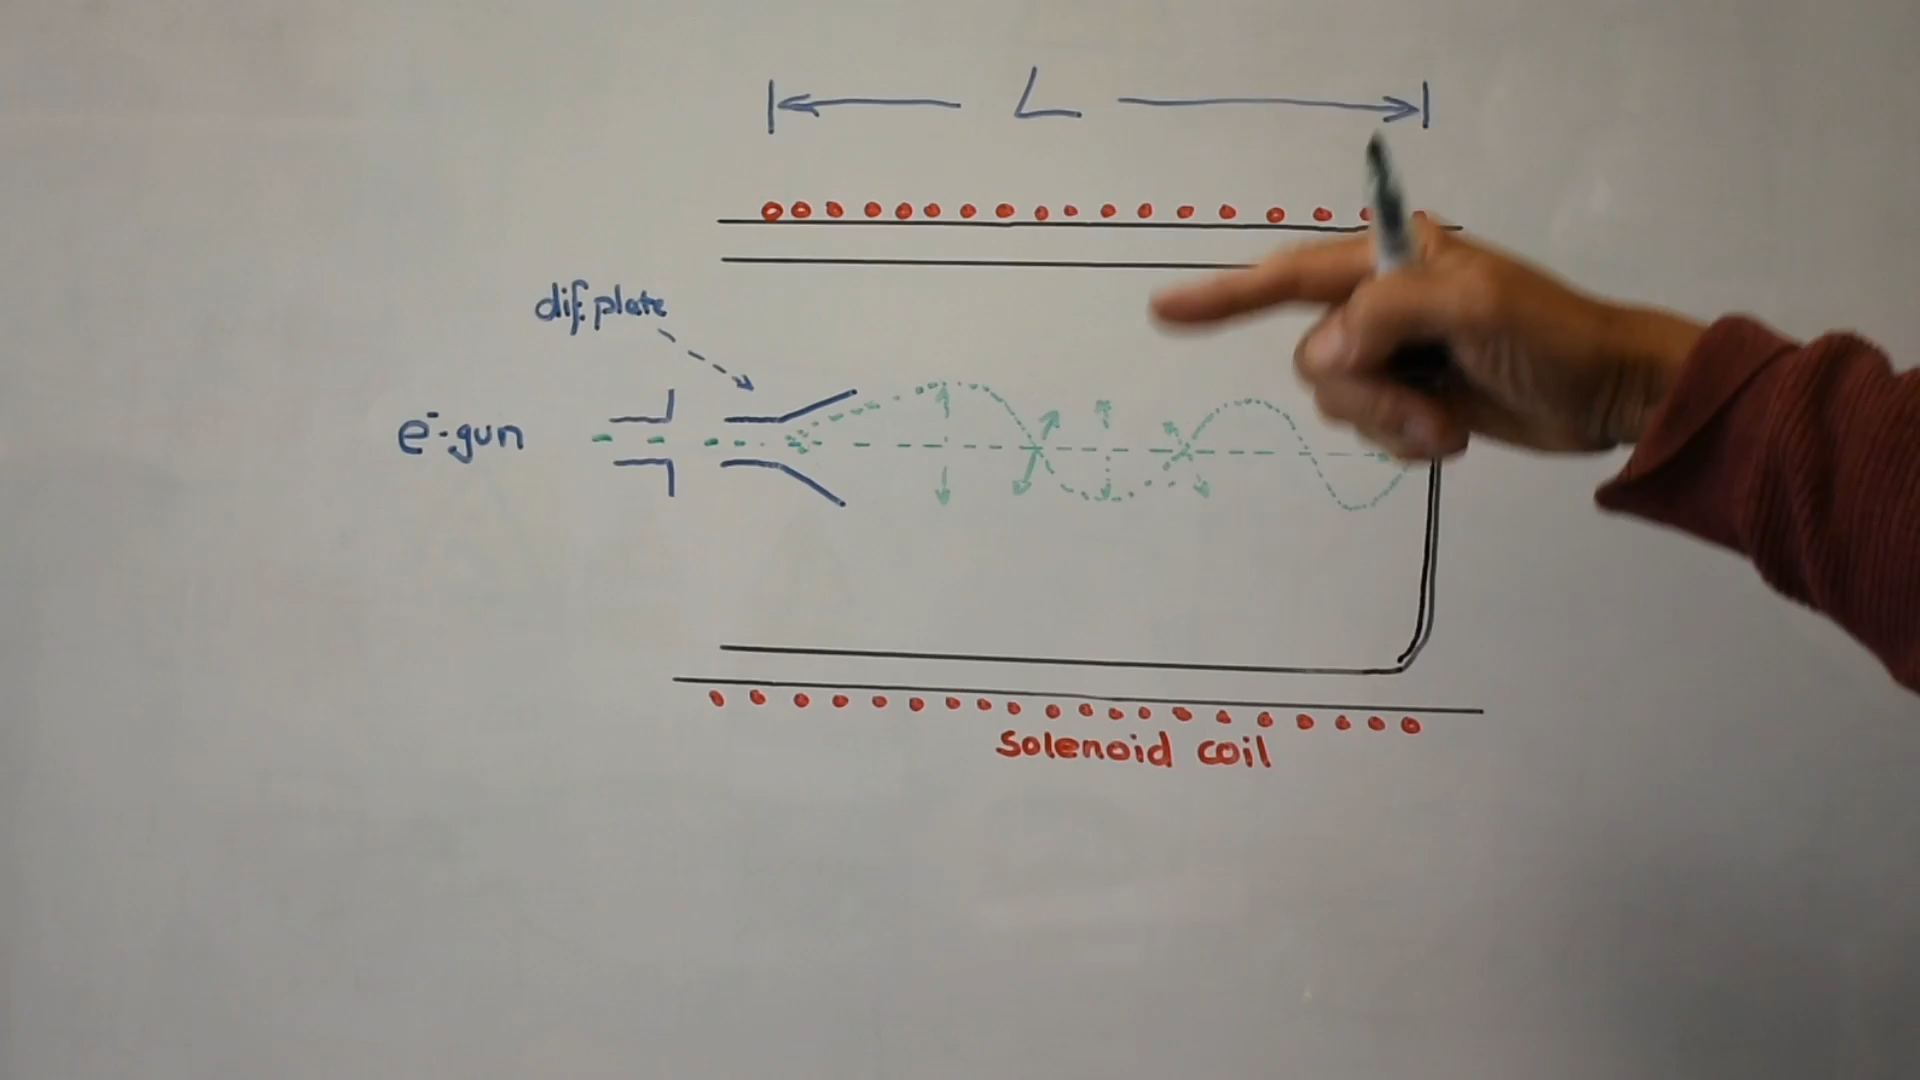 L
dif.plate
e⁻-gun
Solenoid coil